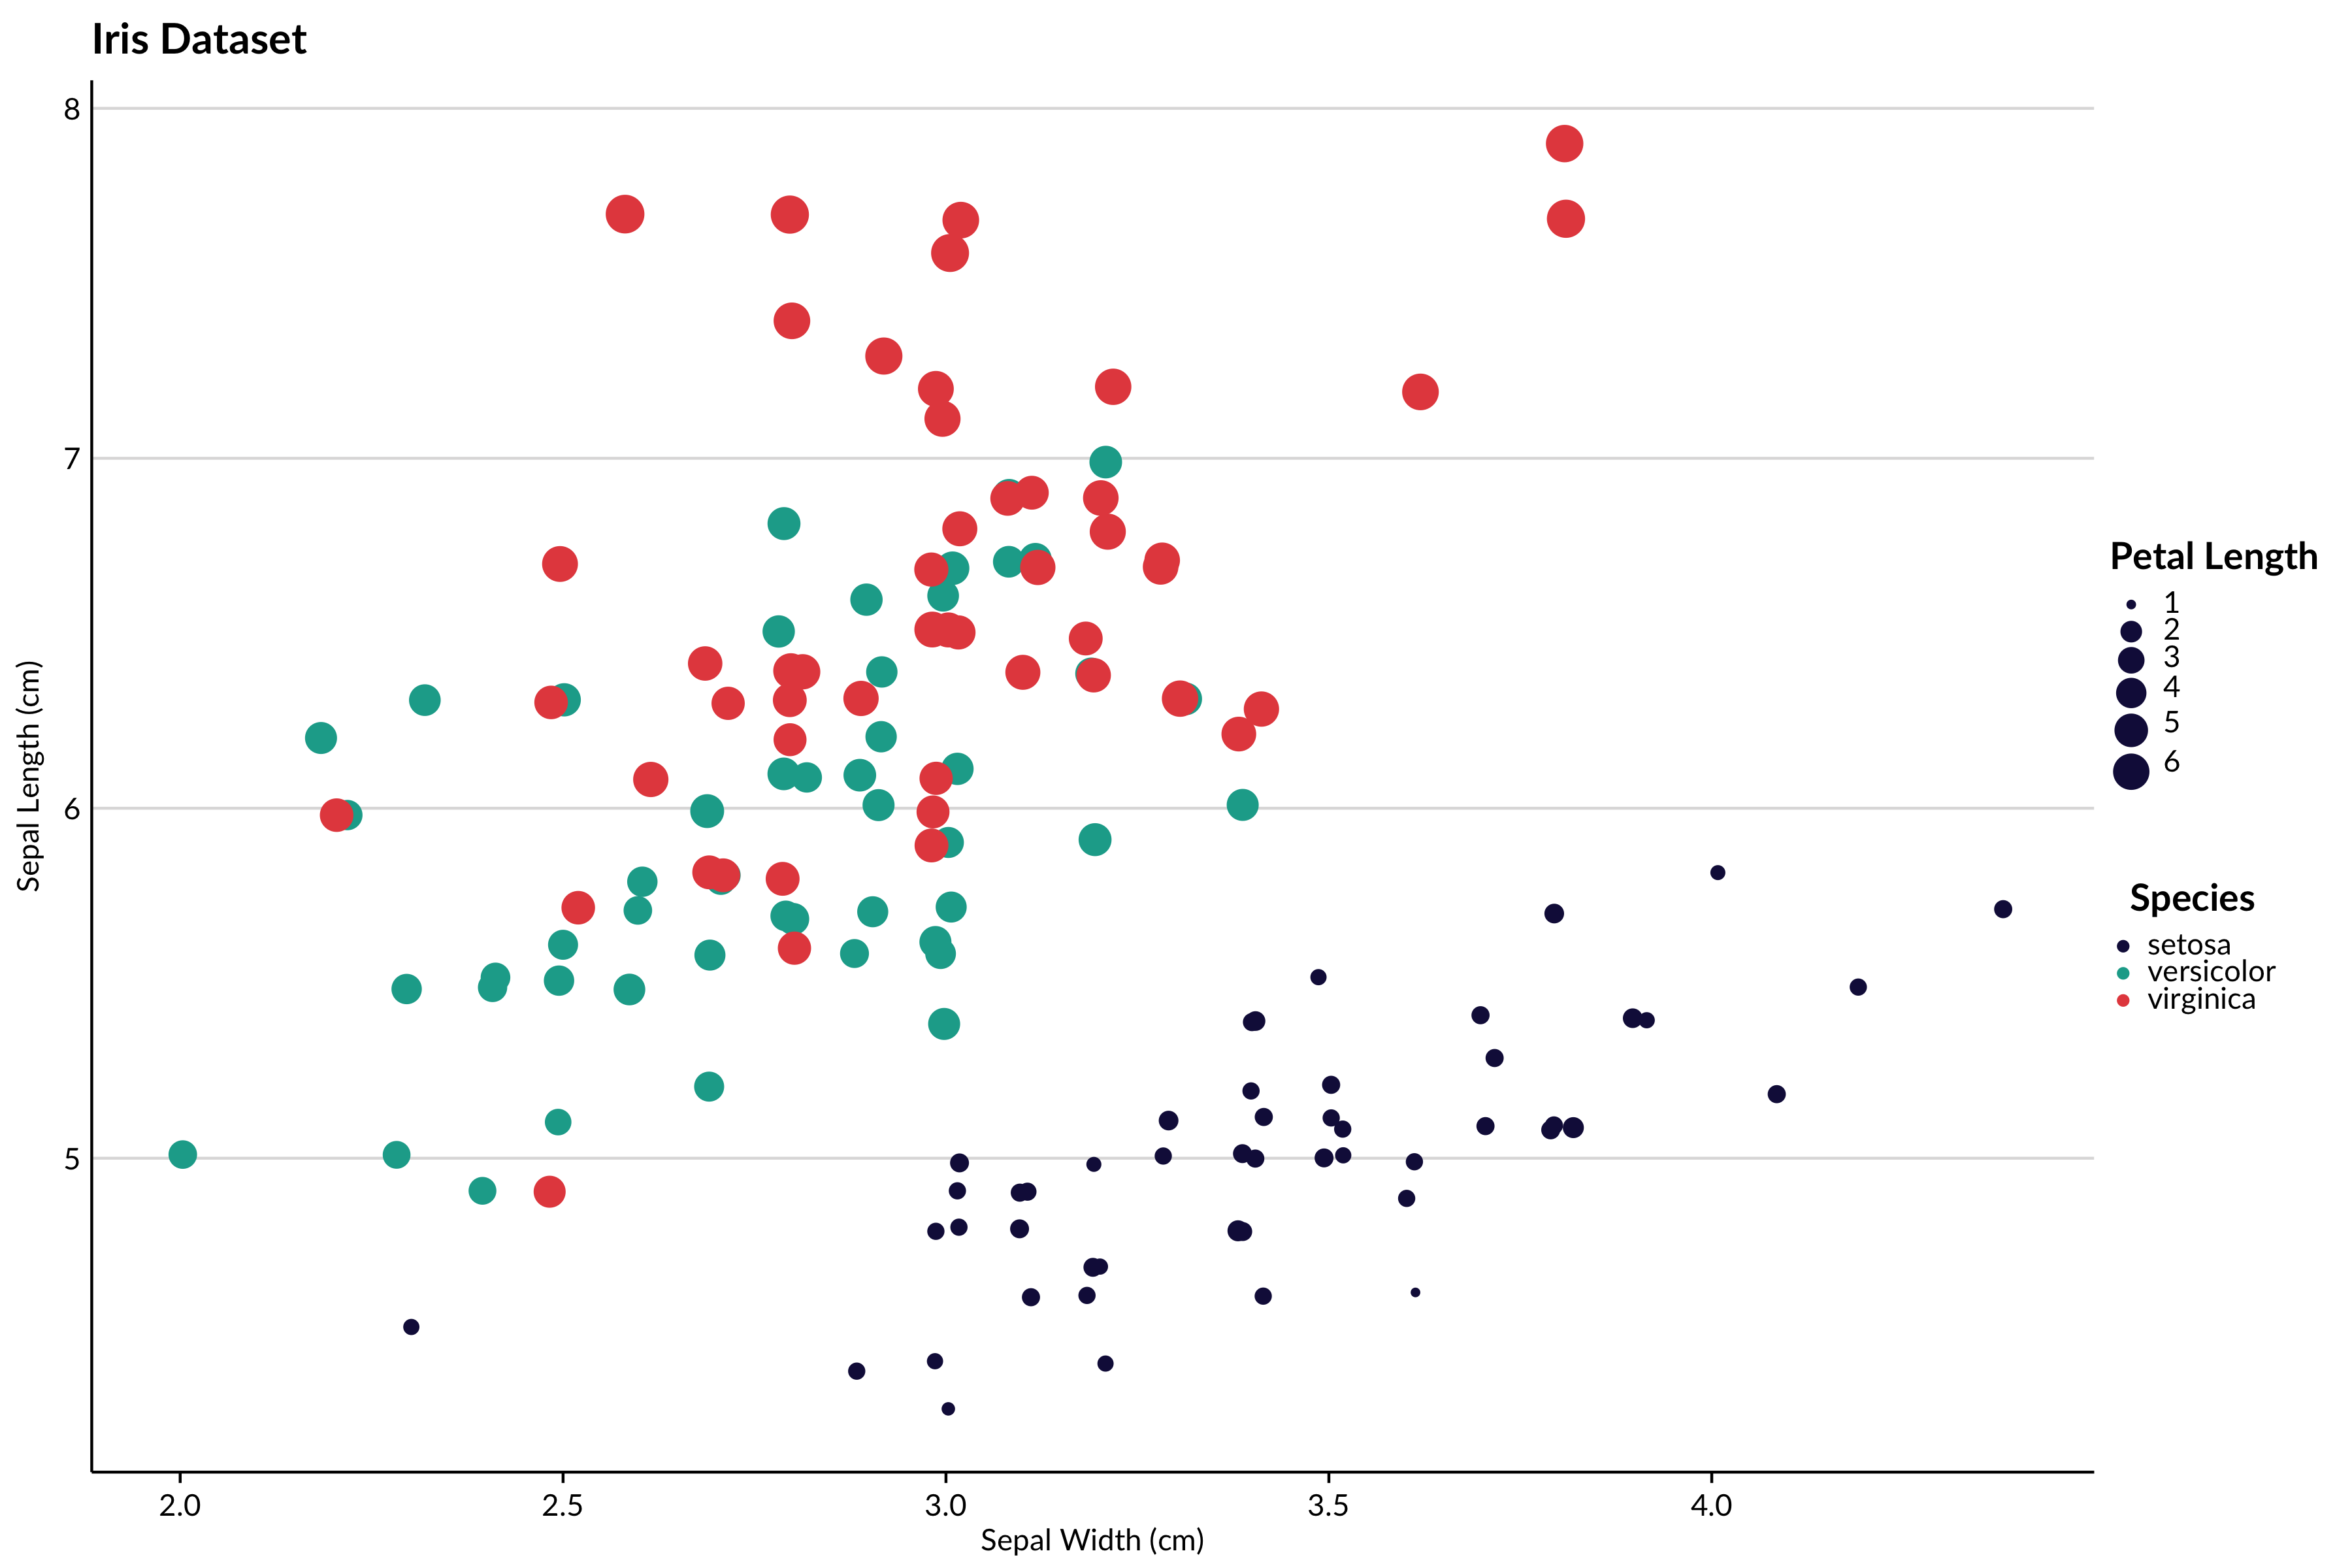 Iris Dataset
8
7
6
5
Sepal Length (cm)
2.0 2.5 3.0 3.5 4.0
Sepal Width (cm)
Petal Length
1
2
3
4
5
6
Species
setosa
versicolor
virginica